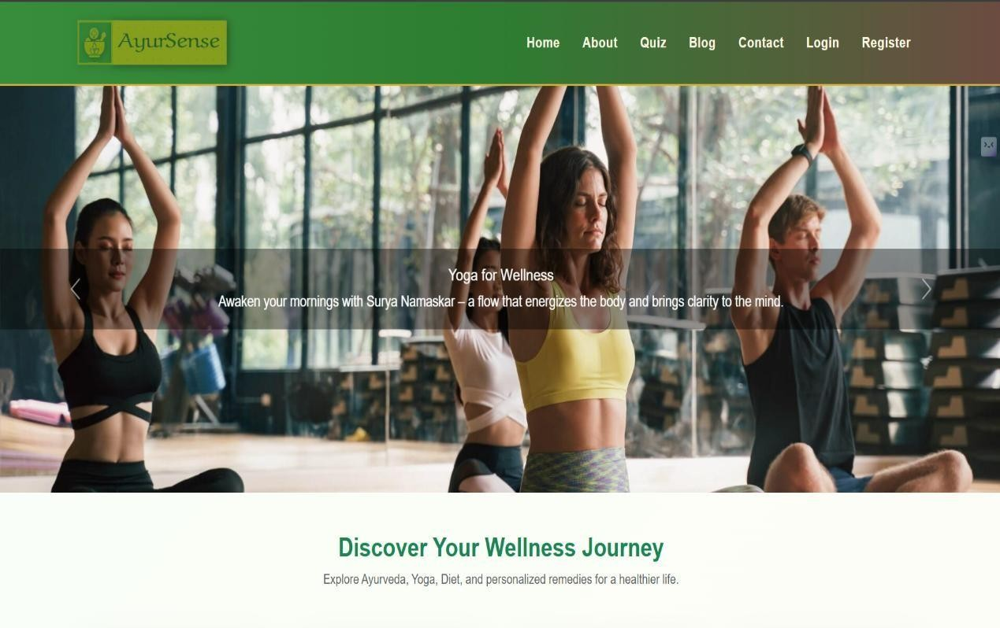 AyurSense
Home About Quiz Blog Contact Login Register
Yoga for Wellness
Awaken your mornings with Surya Namaskar – a flow that energizes the body and brings clarity to the mind.
Discover Your Wellness Journey
Explore Ayurveda, Yoga, Diet, and personalized remedies for a healthier life.